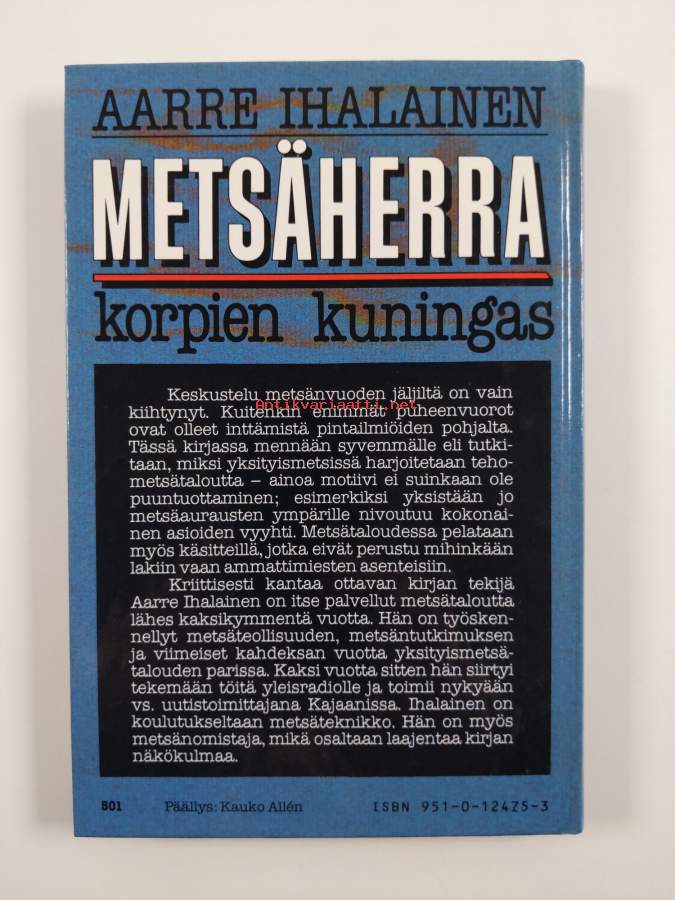 AARRE IHALAINEN
METSÄHERRA
korpien kuningas
Keskustelu metsänvuoden jäljiltä on vain
kiihtynyt. Kuitenkin enimmät puheenvuorot
Antikvariaatti.net
ovat olleet inttämistä pintailmiöiden pohjalta.
Tässä kirjassa mennään syvemmälle eli tutki-
taan, miksi yksityismetsissä harjoitetaan teho-
metsätaloutta – ainoa motiivi ei suinkaan ole
puuntuottaminen; esimerkiksi yksistään jo
metsäaurausten ympärille nivoutuu kokonai-
nen asioiden vyyhti. Metsätaloudessa pelataan
myös käsitteillä, jotka eivät perustu mihinkään
lakiin vaan ammattimiesten asenteisiin.
Kriittisesti kantaa ottavan kirjan tekijä
Aarre Ihalainen on itse palvellut metsätaloutta
lähes kaksikymmentä vuotta. Hän on työsken-
nellyt metsäteollisuuden, metsäntutkimuksen
ja viimeiset kahdeksan vuotta yksityismetsä-
talouden parissa. Kaksi vuotta sitten hän siirtyi
tekemään töitä yleisradiolle ja toimii nykyään
vs. uutistoimittajana Kajaanissa. Ihalainen on
koulutukseltaan metsäteknikko. Hän on myös
metsänomistaja, mikä osaltaan laajentaa kirjan
näkökulmaa.
501 Päällys: Kauko Allén ISBN 951-0-12475-3